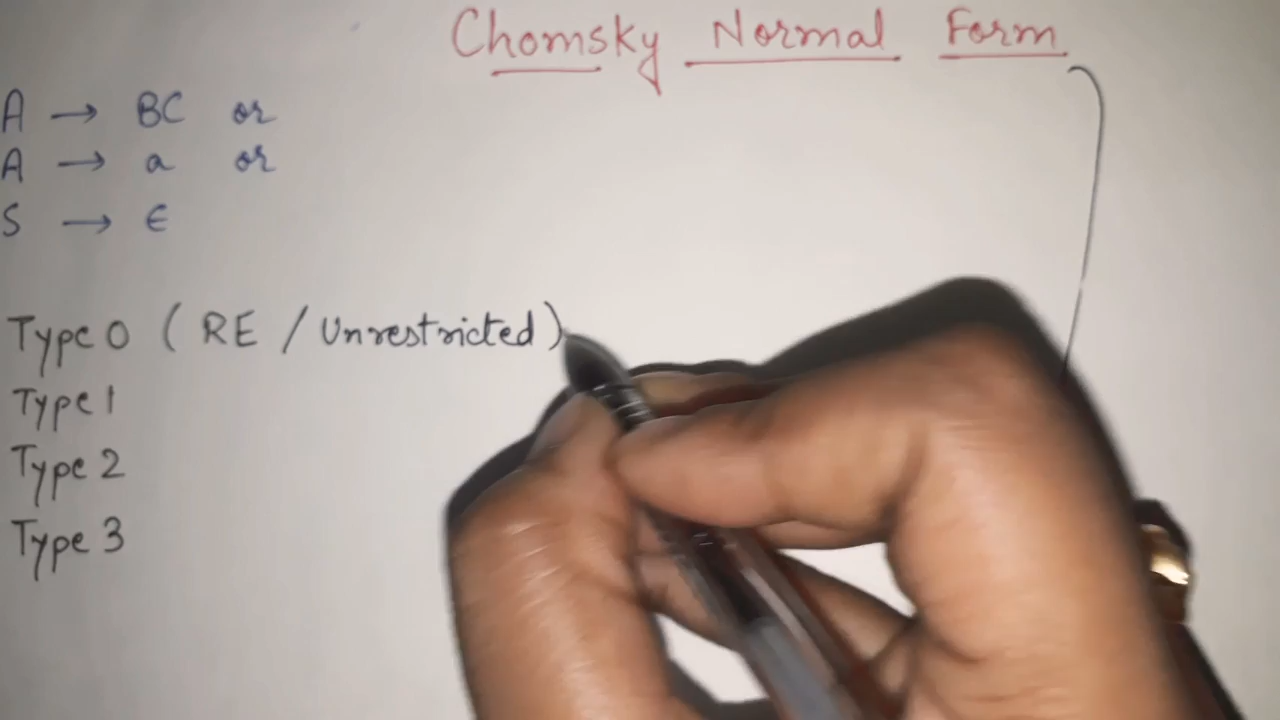 Chomsky Normal Form
A → BC or
A → a or
S → ∈
Type 0 ( RE / Unrestricted)
Type 1
Type 2
Type 3